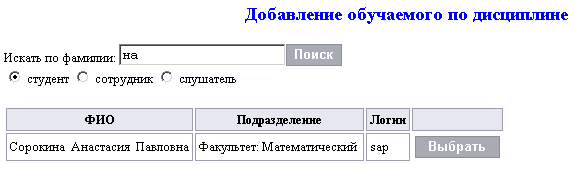 Добавление обучаемого по дисциплине
Искать по фамилии: на Поиск
студент сотрудник слушатель
ФИО Подразделение Логин
Сорокина Анастасия Павловна Факультет: Математический sap Выбрать